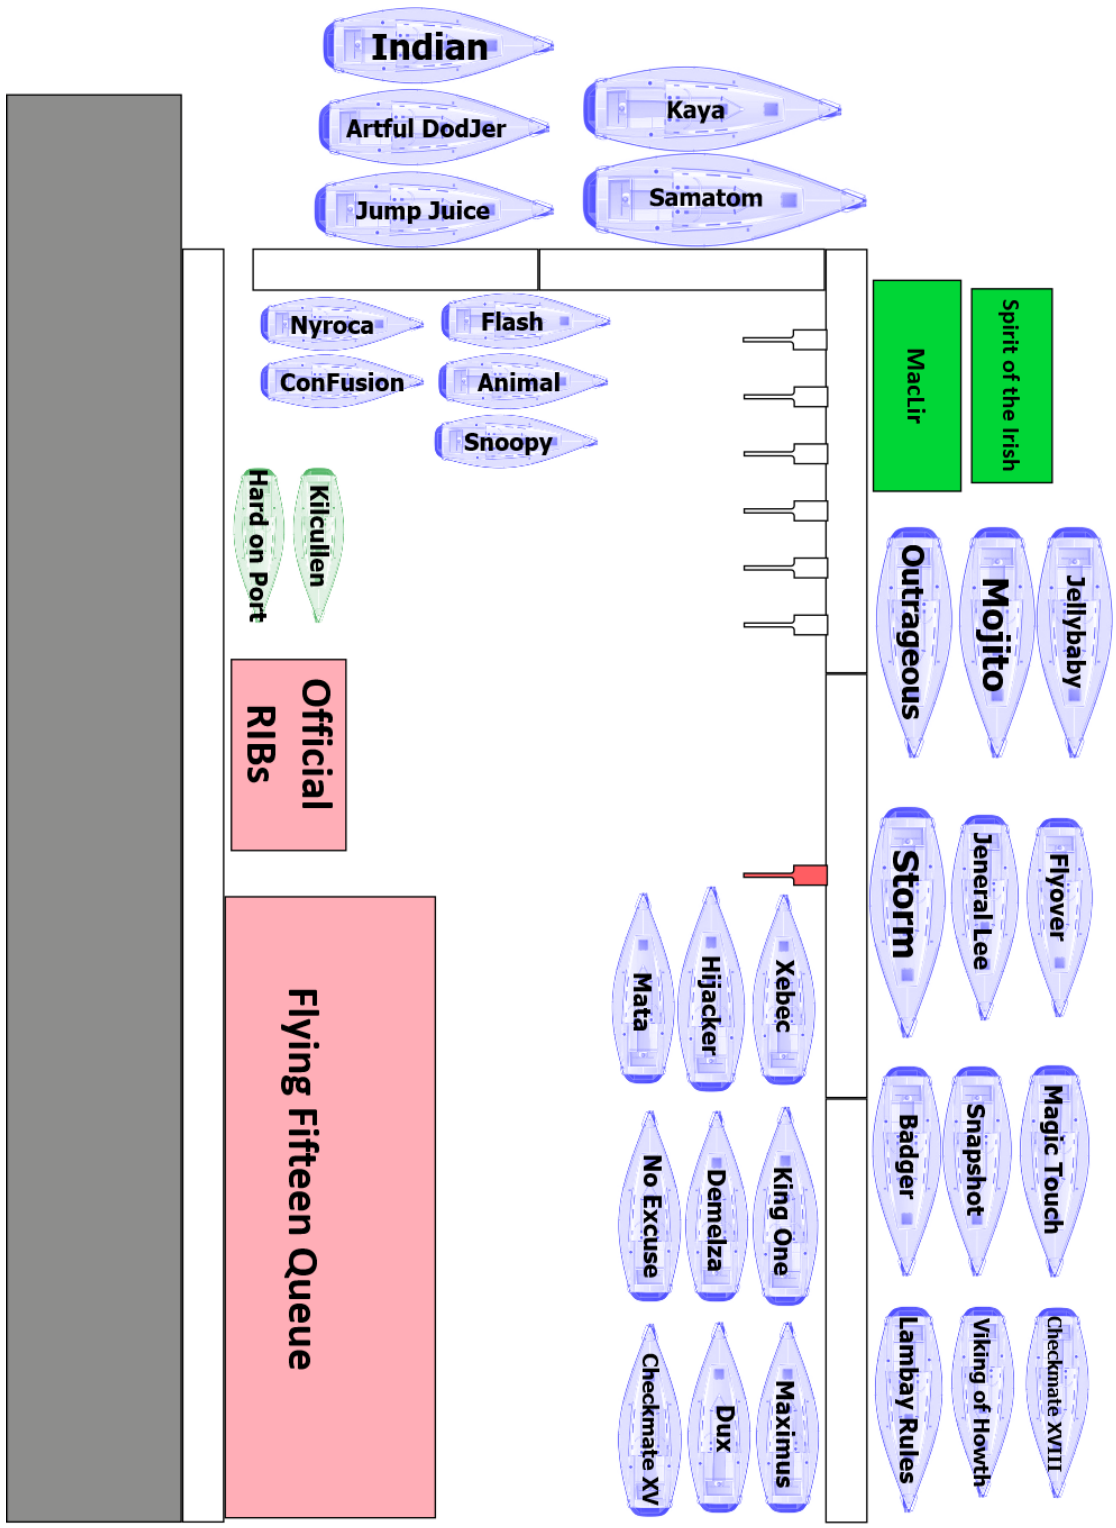 Indian
Kaya
Artful DodJer
Samatom
Jump Juice
Nyroca
Flash
ConFusion
Animal
Snoopy
MacLir
Spirit of the Irish
Hard on Port
Kilcullen
Outrageous
Mojito
Jellybaby
Official
RIBs
Storm
Jeneral Lee
Flyover
Flying Fifteen Queue
Mata
Hijacker
Xebec
Badger
Snapshot
Magic Touch
No Excuse
Demelza
King One
Lambay Rules
Viking of Howth
Checkmate XVIII
Checkmate XV
Dux
Maximus